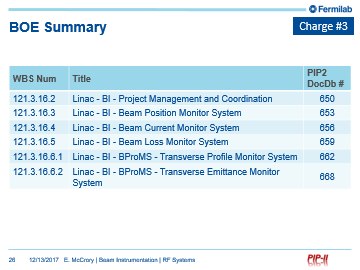 Fermilab
BOE Summary
Charge #3
WBS Num Title PIP2 DocDb #
121.3.16.2 Linac - BI - Project Management and Coordination 650
121.3.16.3 Linac - BI - Beam Position Monitor System 653
121.3.16.4 Linac - BI - Beam Current Monitor System 656
121.3.16.5 Linac - BI - Beam Loss Monitor System 659
121.3.16.6.1 Linac - BI - BProMS - Transverse Profile Monitor System 662
121.3.16.6.2 Linac - BI - BProMS - Transverse Emittance Monitor
System 668
26 12/13/2017 E. McCrory | Beam Instrumentation | RF Systems
PIP-II